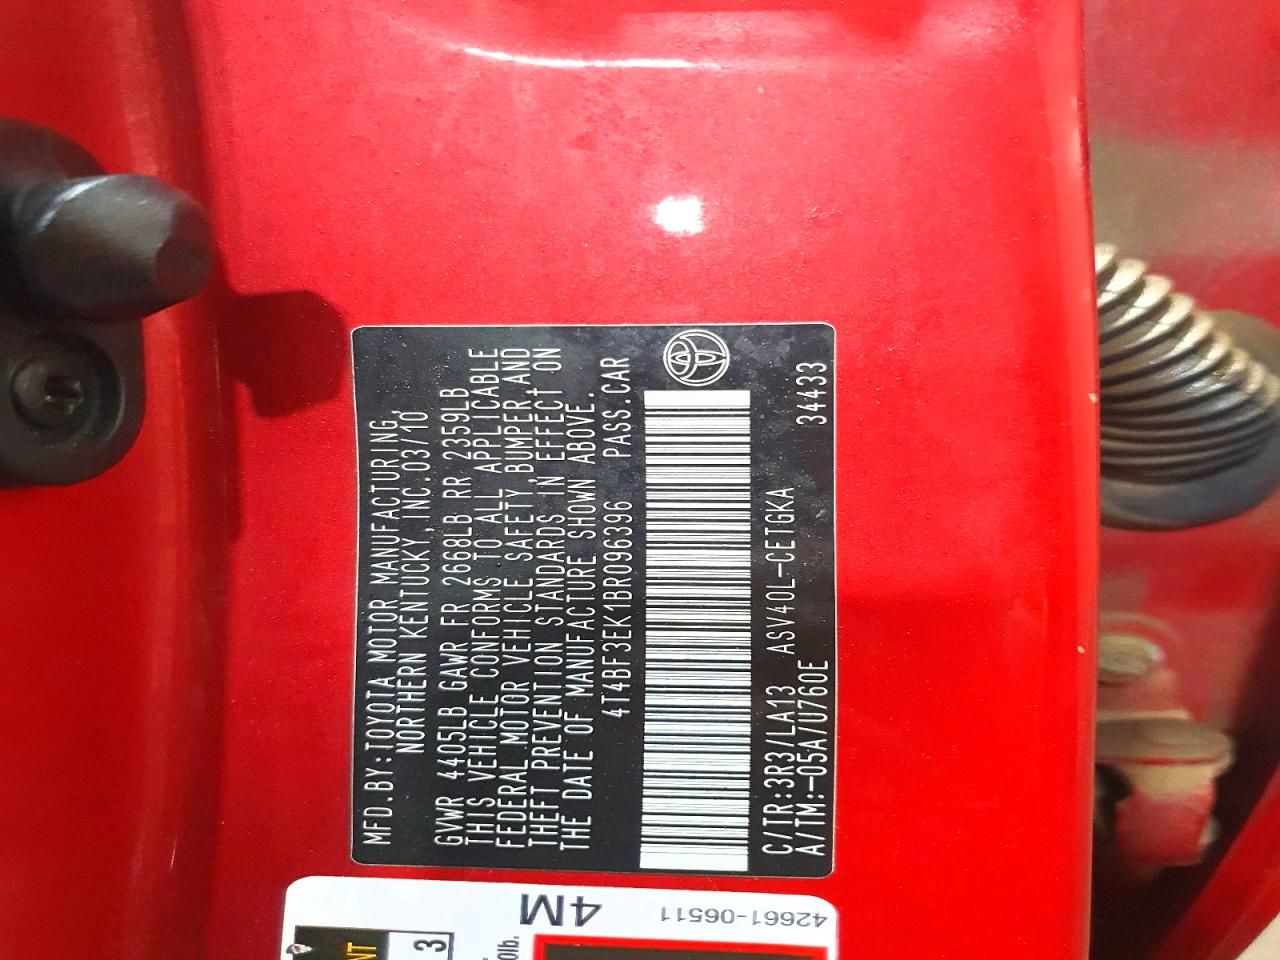 MFD.BY:TOYOTA MOTOR MANUFACTURING,
NORTHERN KENTUCKY,INC.03/10
GVWR 4405LB GAWR FR 2668LB RR 2359LB
THIS VEHICLE CONFORMS TO ALL APPLICABLE
FEDERAL MOTOR VEHICLE SAFETY,BUMPER,AND
THEFT PREVENTION STANDARDS IN EFFECT ON
THE DATE OF MANUFACTURE SHOWN ABOVE.
4T4BF3EK1BR096396 PASS.CAR
C/TR:3R3/LA13 ASV40L-CETGKA 34433
A/TM:-05A/U760E
4M
42661-06511
3